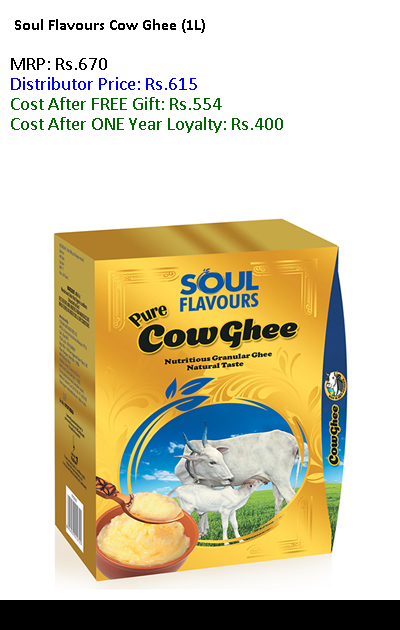 Soul Flavours Cow Ghee (1L)
MRP: Rs.670
Distributor Price: Rs.615
Cost After FREE Gift: Rs.554
Cost After ONE Year Loyalty: Rs.400
SOUL
FLAVOURS
Pure
CowGhee
Nutritious Granular Ghee
Natural Taste
CowGhee